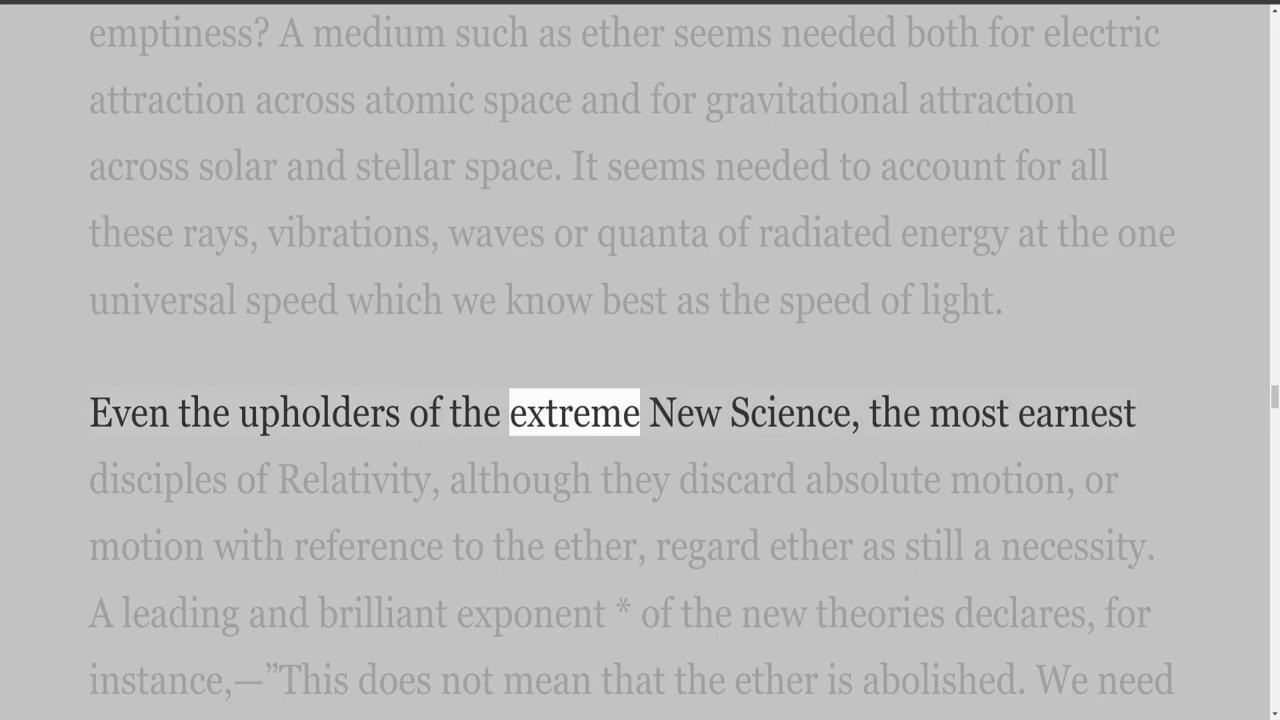 emptiness? A medium such as ether seems needed both for electric
attraction across atomic space and for gravitational attraction
across solar and stellar space. It seems needed to account for all
these rays, vibrations, waves or quanta of radiated energy at the one
universal speed which we know best as the speed of light.
Even the upholders of the extreme New Science, the most earnest
disciples of Relativity, although they discard absolute motion, or
motion with reference to the ether, regard ether as still a necessity.
A leading and brilliant exponent * of the new theories declares, for
instance,—”This does not mean that the ether is abolished. We need